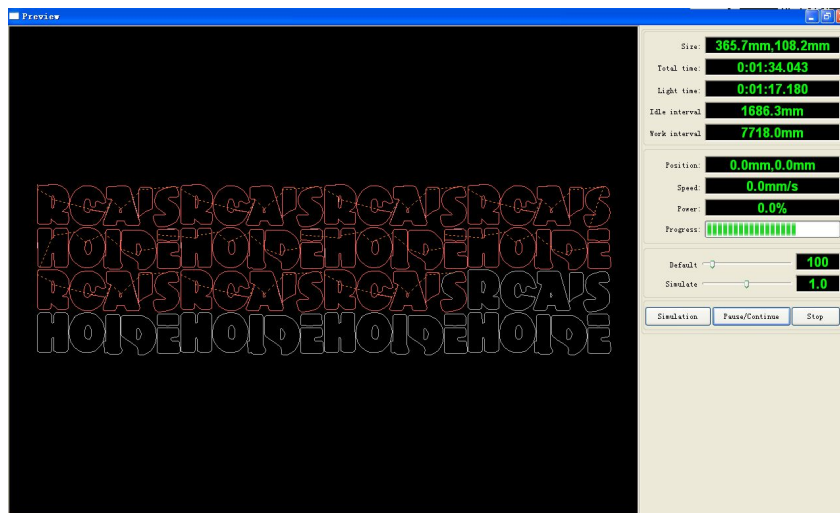 Preview
Size: 365.7mm,108.2mm
Total time: 0:01:34.043
Light time: 0:01:17.180
Idle interval 1686.3mm
Work interval 7718.0mm
RCA'SRCA'SRCA'SRCA'S
RCA'SRCA'SRCA'SRCA'S
Position: 0.0mm,0.0mm
Speed: 0.0mm/s
Power: 0.0%
Progress:
Default 100
Simulate 1.0
Simulation Pause/Continue Stop